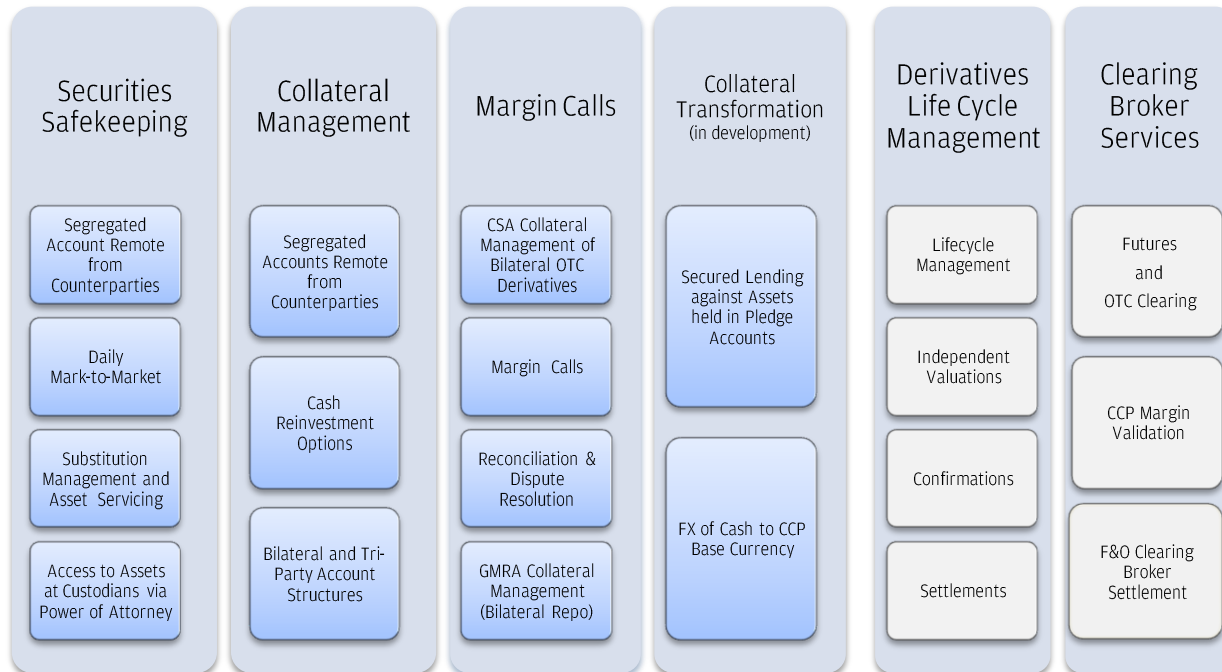 Securities
Safekeeping
Segregated
Account Remote
from
Counterparties
Daily
Mark-to-Market
Substitution
Management and
Asset Servicing
Access to Assets
at Custodians via
Power of Attorney
Collateral
Management
Segregated
Accounts Remote
from
Counterparties
Cash
Reinvestment
Options
Bilateral and Tri-
Party Account
Structures
Margin Calls
CSA Collateral
Management of
Bilateral OTC
Derivatives
Margin Calls
Reconciliation &
Dispute
Resolution
GMRA Collateral
Management
(Bilateral Repo)
Collateral
Transformation
(in development)
Secured Lending
against Assets
held in Pledge
Accounts
FX of Cash to CCP
Base Currency
Derivatives
Life Cycle
Management
Lifecycle
Management
Independent
Valuations
Confirmations
Settlements
Clearing
Broker
Services
Futures
and
OTC Clearing
CCP Margin
Validation
F&O Clearing
Broker
Settlement